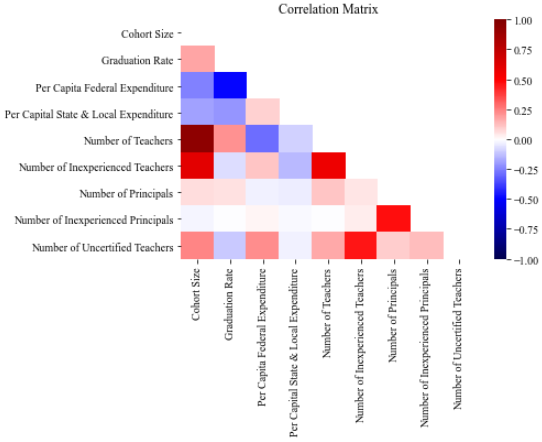 Correlation Matrix
Cohort Size
Graduation Rate
Per Capita Federal Expenditure
Per Capital State & Local Expenditure
Number of Teachers
Number of Inexperienced Teachers
Number of Principals
Number of Inexperienced Principals
Number of Uncertified Teachers
1.00
0.75
0.50
0.25
0.00
−0.25
−0.50
−0.75
−1.00
Cohort Size
Graduation Rate
Per Capita Federal Expenditure
Per Capital State & Local Expenditure
Number of Teachers
Number of Inexperienced Teachers
Number of Principals
Number of Inexperienced Principals
Number of Uncertified Teachers